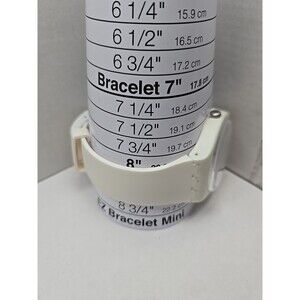 6 1/4" 15.9 cm
6 1/2" 16.5 cm
6 3/4" 17.2 cm
Bracelet 7" 17.8 cm
7 1/4" 18.4 cm
7 1/2" 19.1 cm
7 3/4" 19.7 cm
8"
8 3/4"
Bracelet Mini